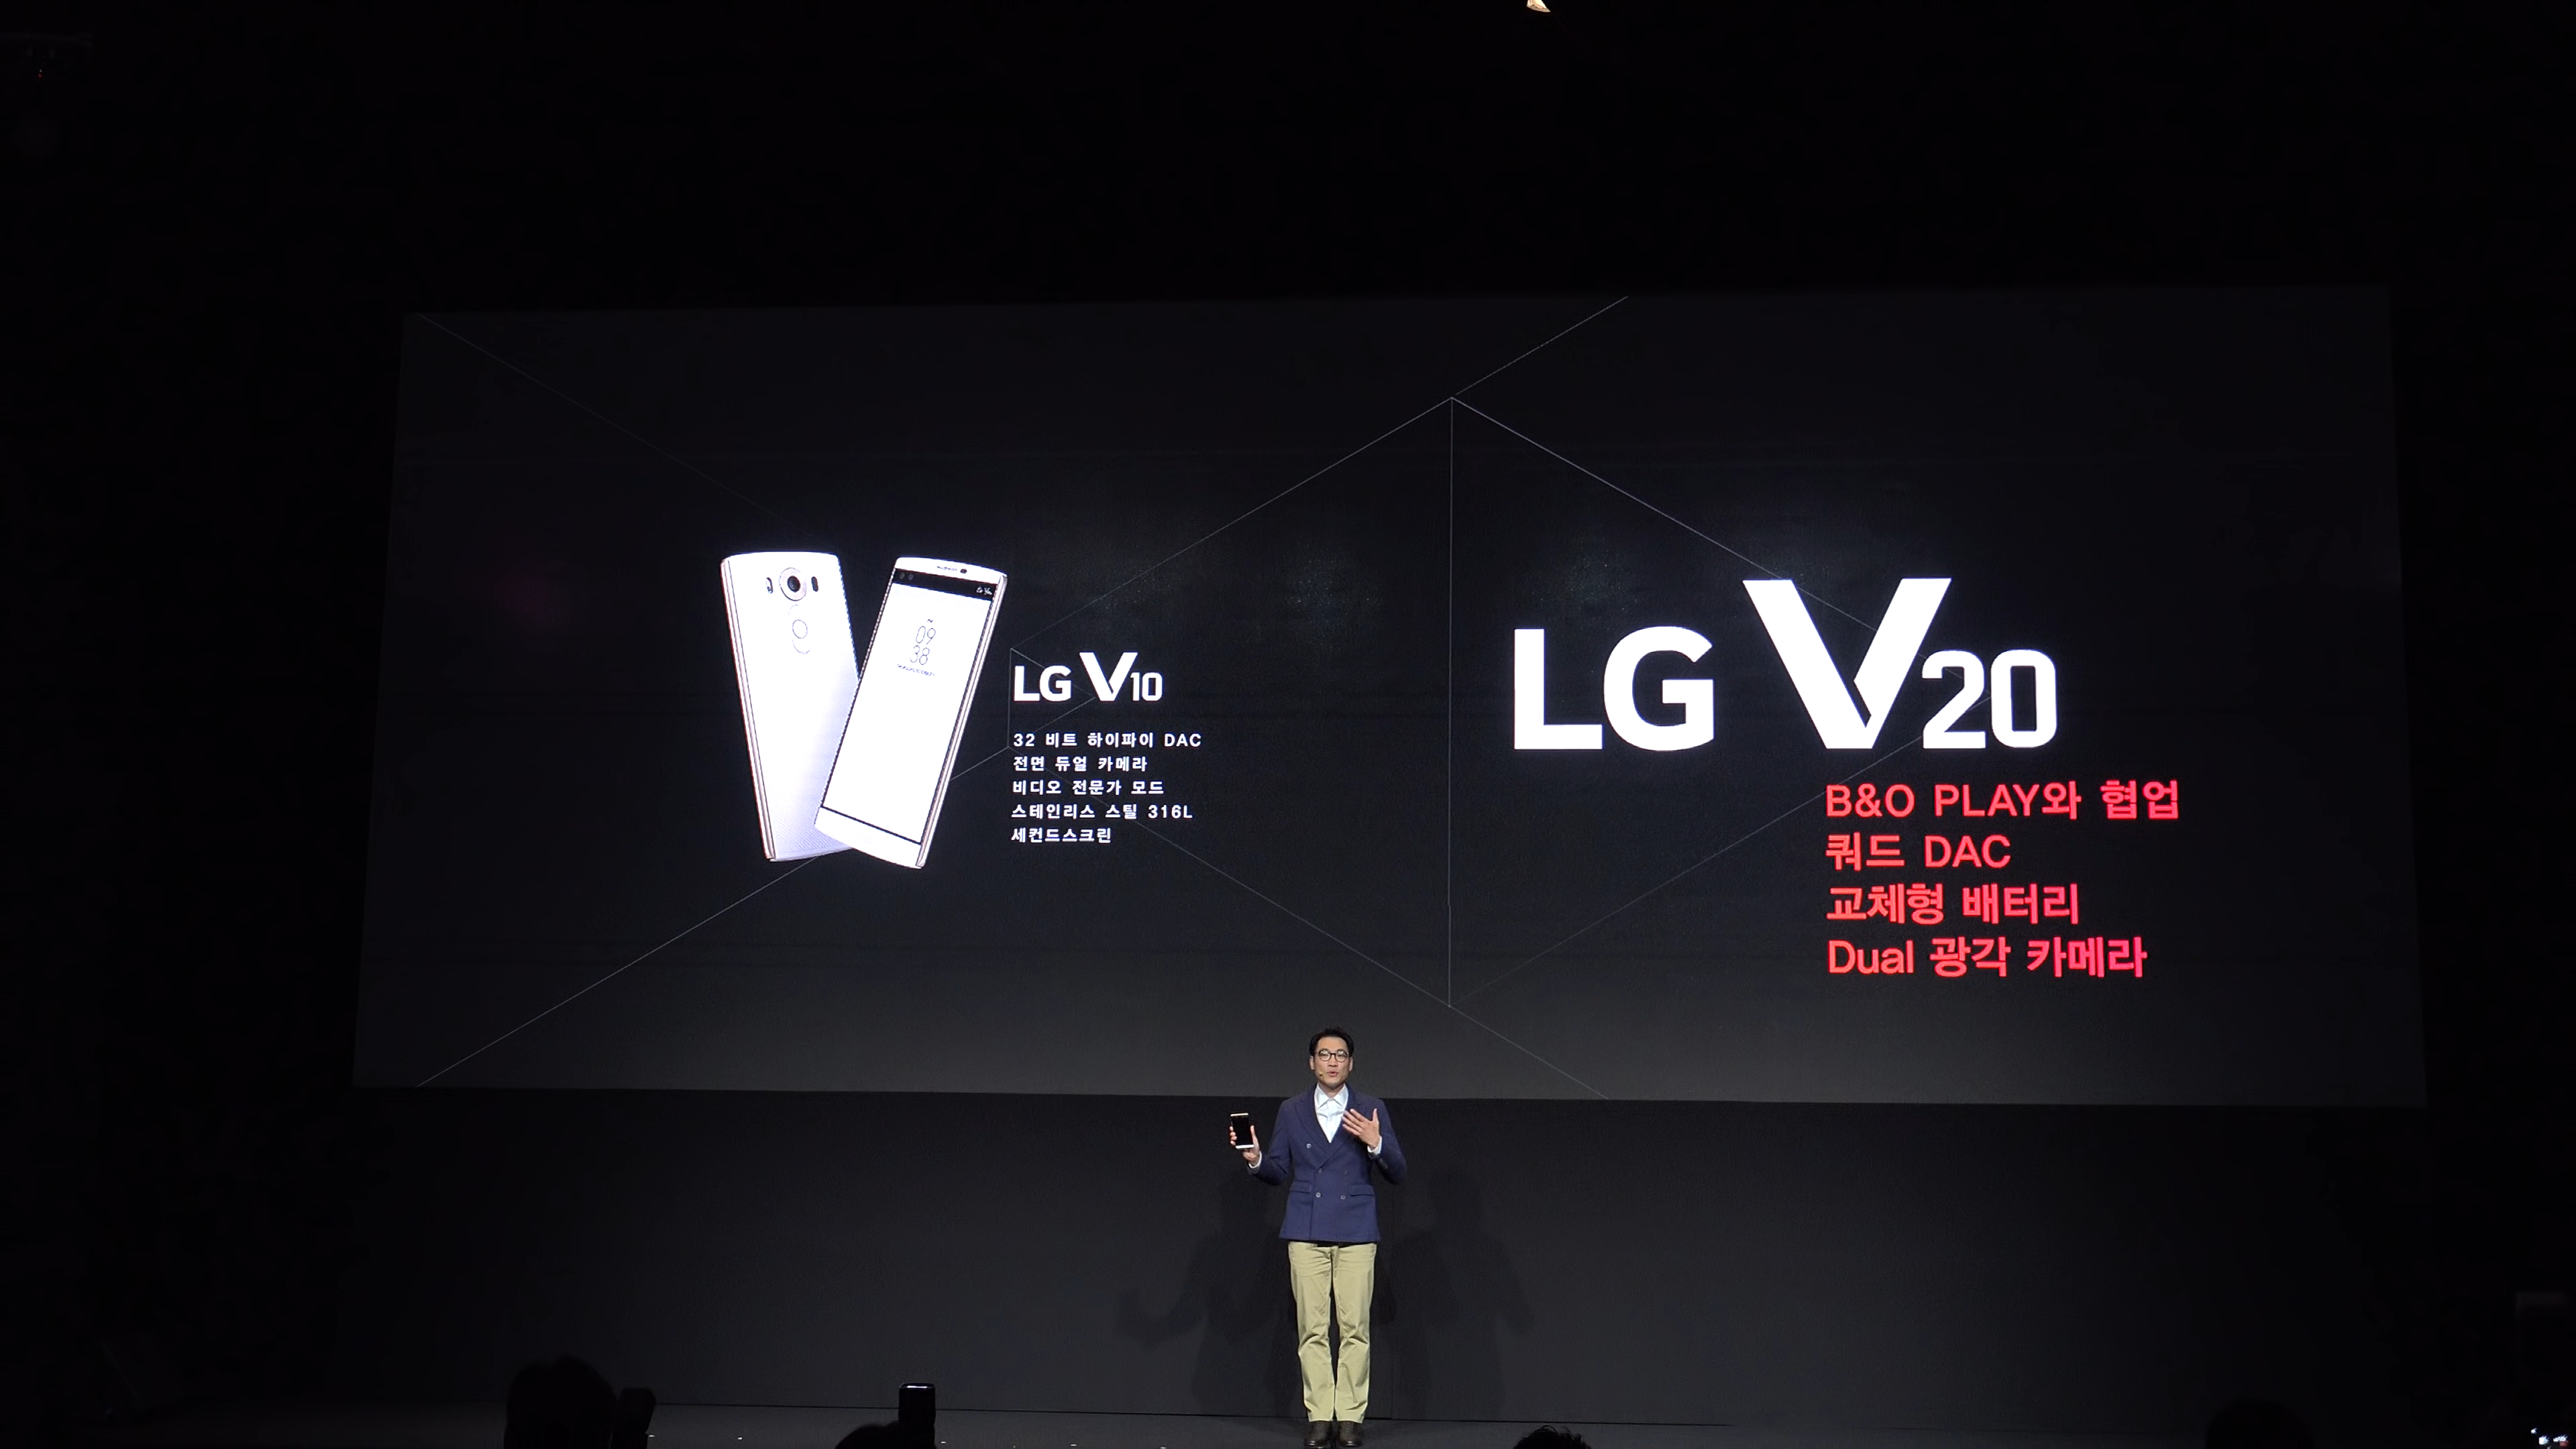 LG V10
32 비트 하이파이 DAC
전면 듀얼 카메라
비디오 전문가 모드
스테인리스 스틸 316L
세컨드스크린
09
38
LG V20
B&O PLAY와 협업
쿼드 DAC
교체형 배터리
Dual 광각 카메라